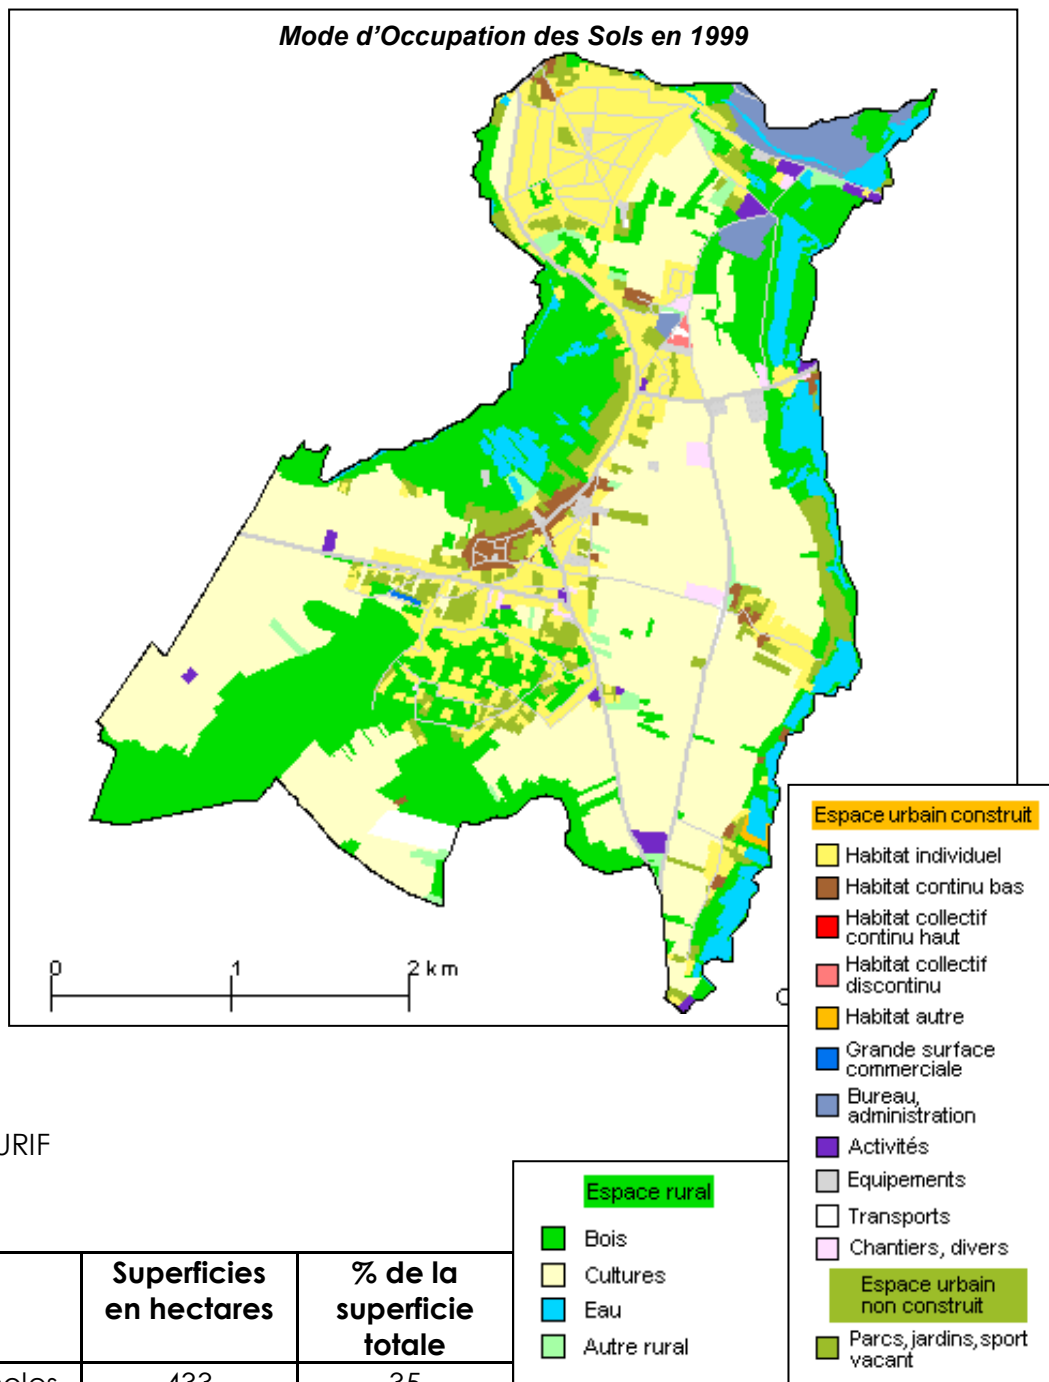 Mode d'Occupation des Sols en 1999
0 1 2 km
Espace urbain construit
Habitat individuel
Habitat continu bas
Habitat collectif
continu haut
Habitat collectif
discontinu
Habitat autre
Grande surface
commerciale
Bureau,
administration
Activités
Equipements
Transports
Chantiers, divers
Espace urbain
non construit
Parcs, jardins, sport
vacant
URIF
Espace rural
Bois
Cultures
Eau
Autre rural
Superficies
en hectares
% de la
superficie
totale
433 35